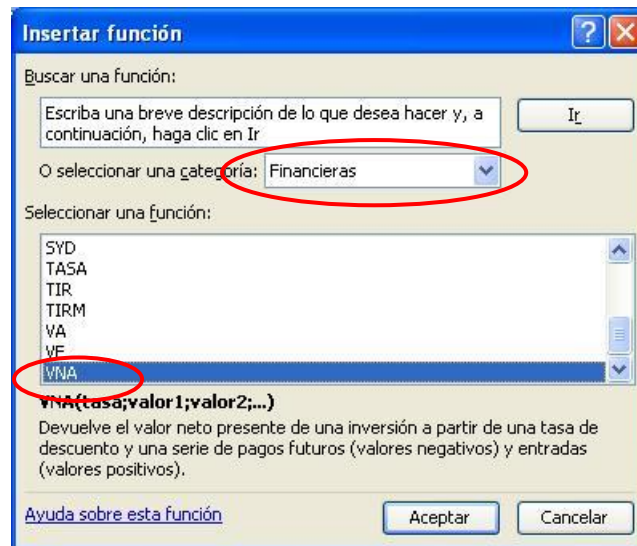 Insertar función
Buscar una función:
Escriba una breve descripción de lo que desea hacer y, a
continuación, haga clic en Ir
Ir
O seleccionar una categoría: Financieras
Seleccionar una función:
SYD
TASA
TIR
TIRM
VA
VF
VNA
VNA(tasa;valor1;valor2;...)
Devuelve el valor neto presente de una inversión a partir de una tasa de
descuento y una serie de pagos futuros (valores negativos) y entradas
(valores positivos).
Ayuda sobre esta función
Aceptar
Cancelar